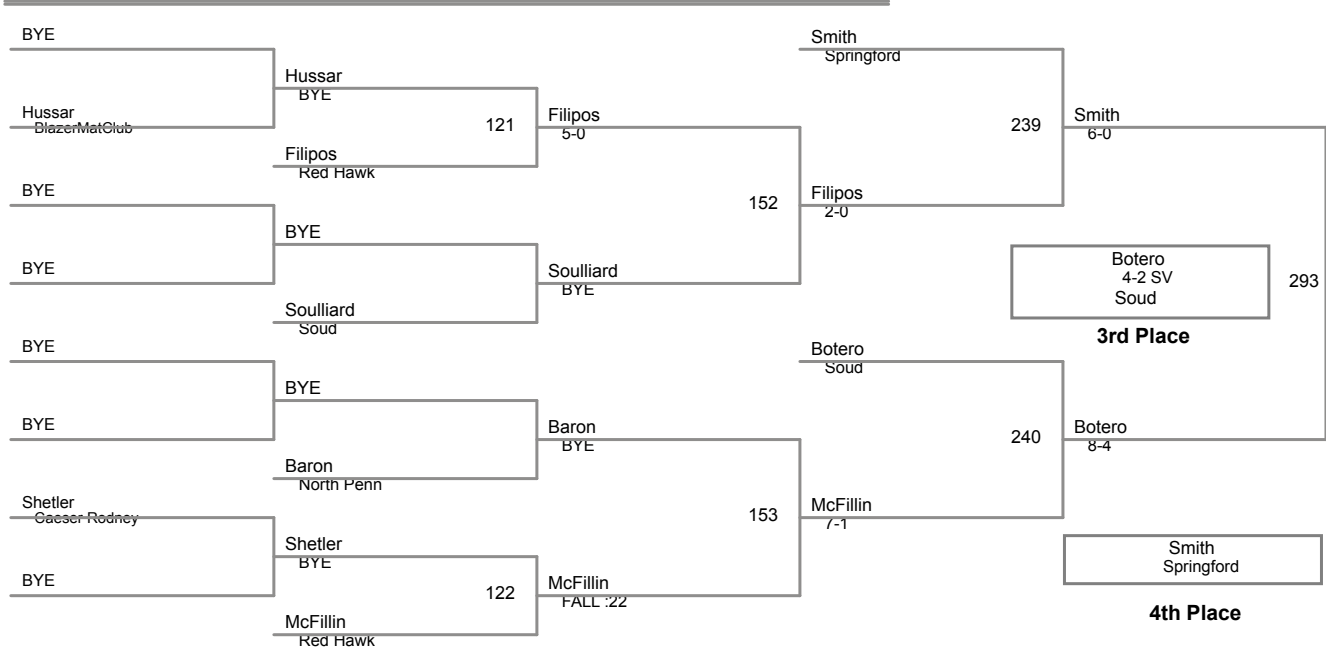 BYE
Hussar
BlazerMatClub
BYE
BYE
BYE
BYE
Shetler
Caeser Rodney
BYE
Hussar
BYE
121
Filipos
Red Hawk
BYE
Soulliard
Soud
BYE
Baron
North Penn
Shetler
BYE
122
McFillin
Red Hawk
Filipos
5-0
152
Soulliard
BYE
Baron
BYE
153
McFillin
FALL :22
Smith
Springford
239
Filipos
2-0
Botero
Soud
240
McFillin
7-1
Smith
6-0
Botero
4-2 SV
Soud
293
3rd Place
Botero
8-4
Smith
Springford
4th Place